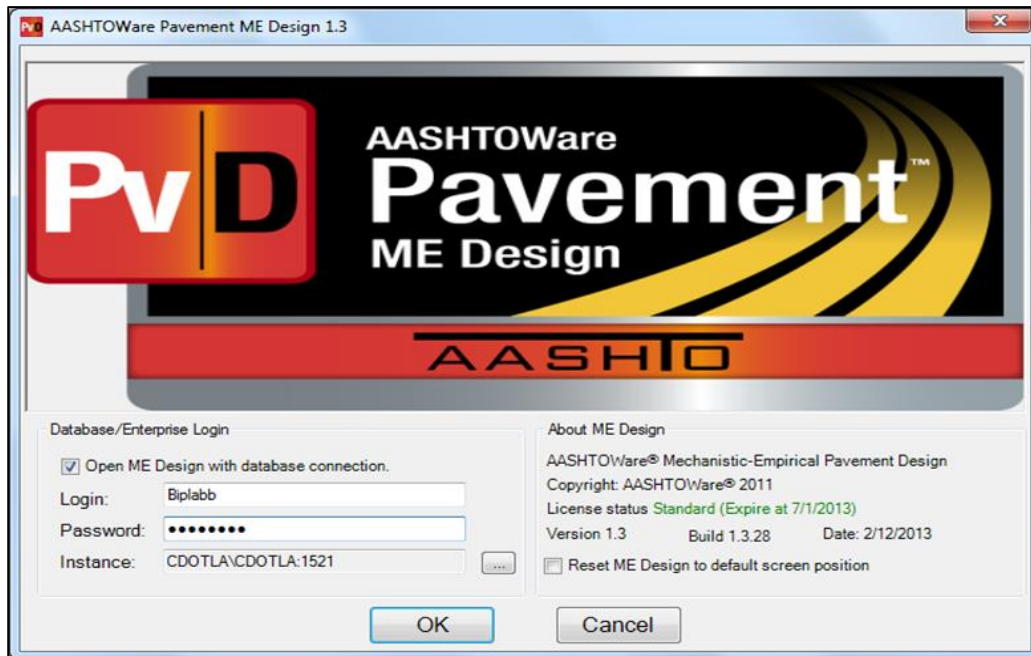 PvD AASHTOWare Pavement ME Design 1.3
Pv D
AASHTOWare
Pavement™
ME Design
AASHTO
Database/Enterprise Login
Open ME Design with database connection.
Login: Biplabb
Password: ●●●●●●●●
Instance: CDOTLA\CDOTLA:1521 ...
About ME Design
AASHTOWare® Mechanistic-Empirical Pavement Design
Copyright: AASHTOWare® 2011
License status Standard (Expire at 7/1/2013)
Version 1.3 Build 1.3.28 Date: 2/12/2013
Reset ME Design to default screen position
OK Cancel